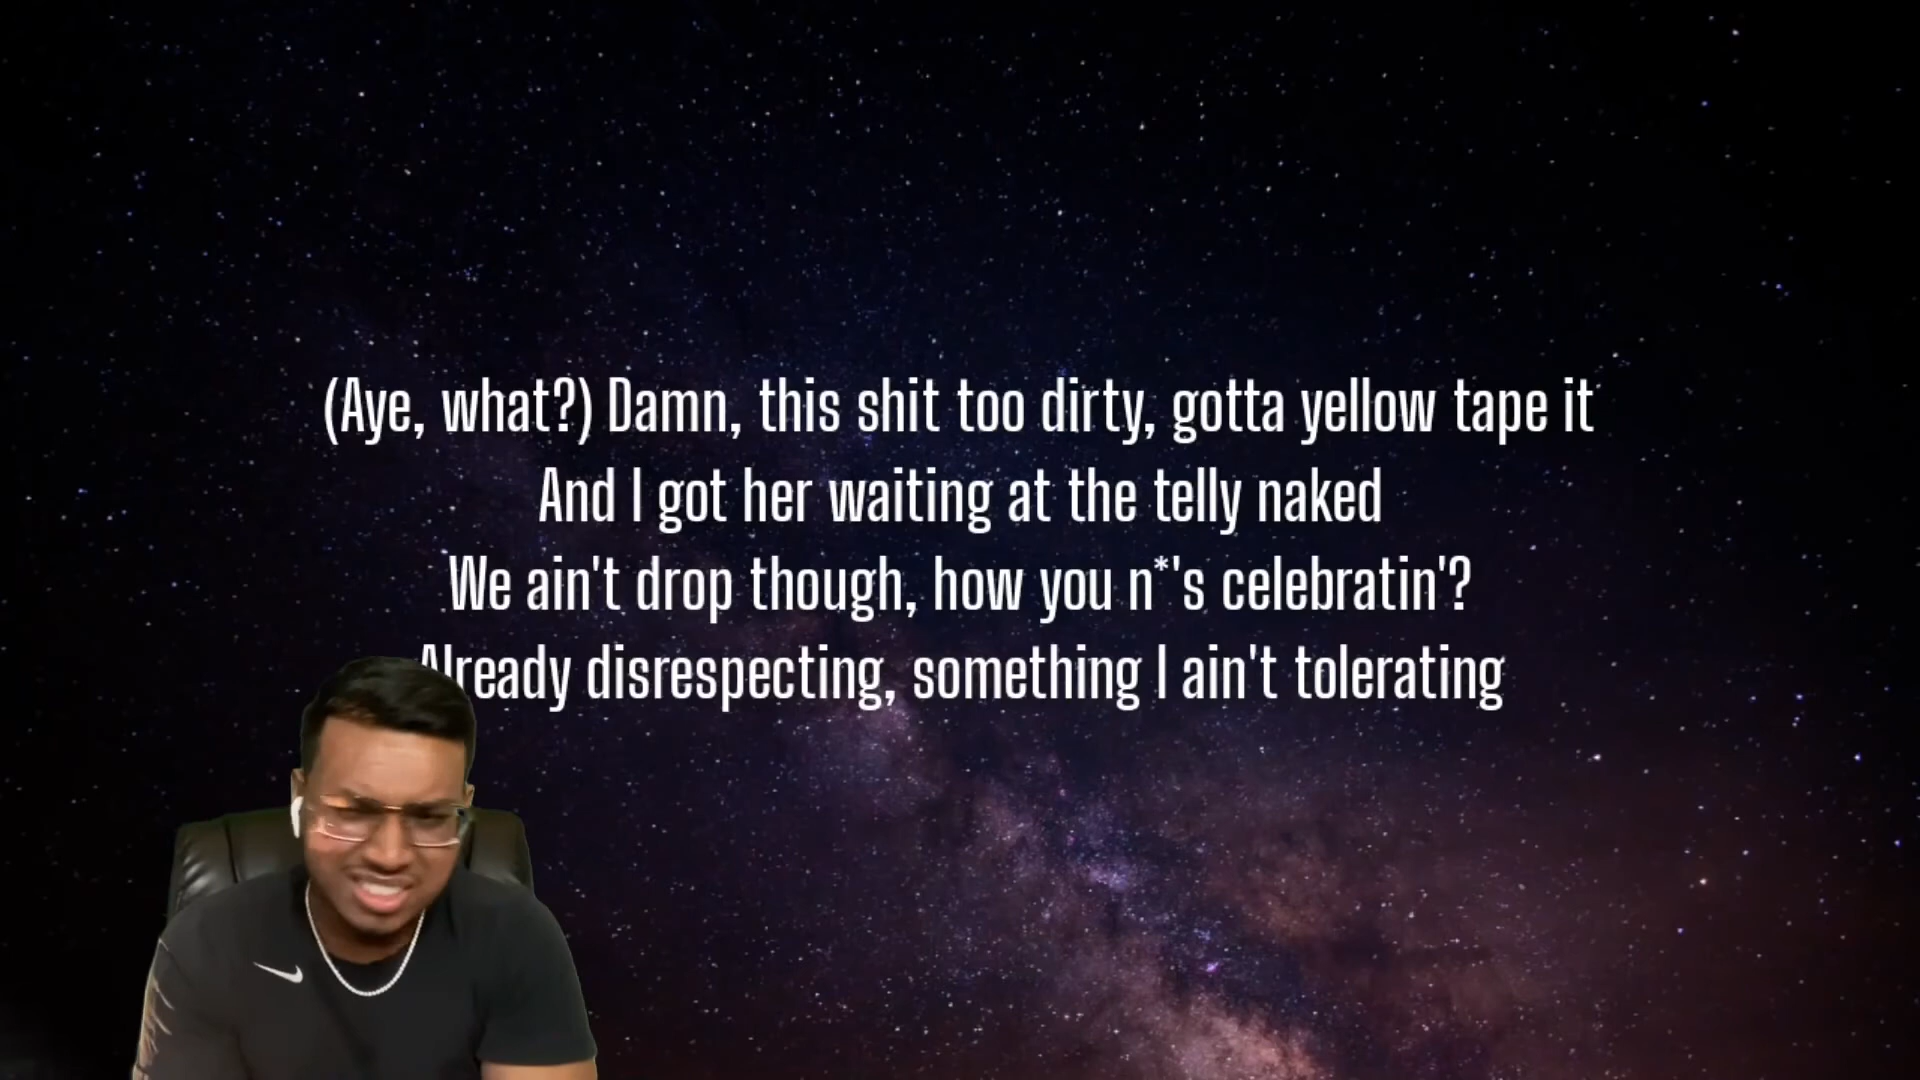 (Aye, what?) Damn, this shit too dirty, gotta yellow tape it
And I got her waiting at the telly naked
We ain't drop though, how you n*'s celebratin'?
Already disrespecting, something I ain't tolerating